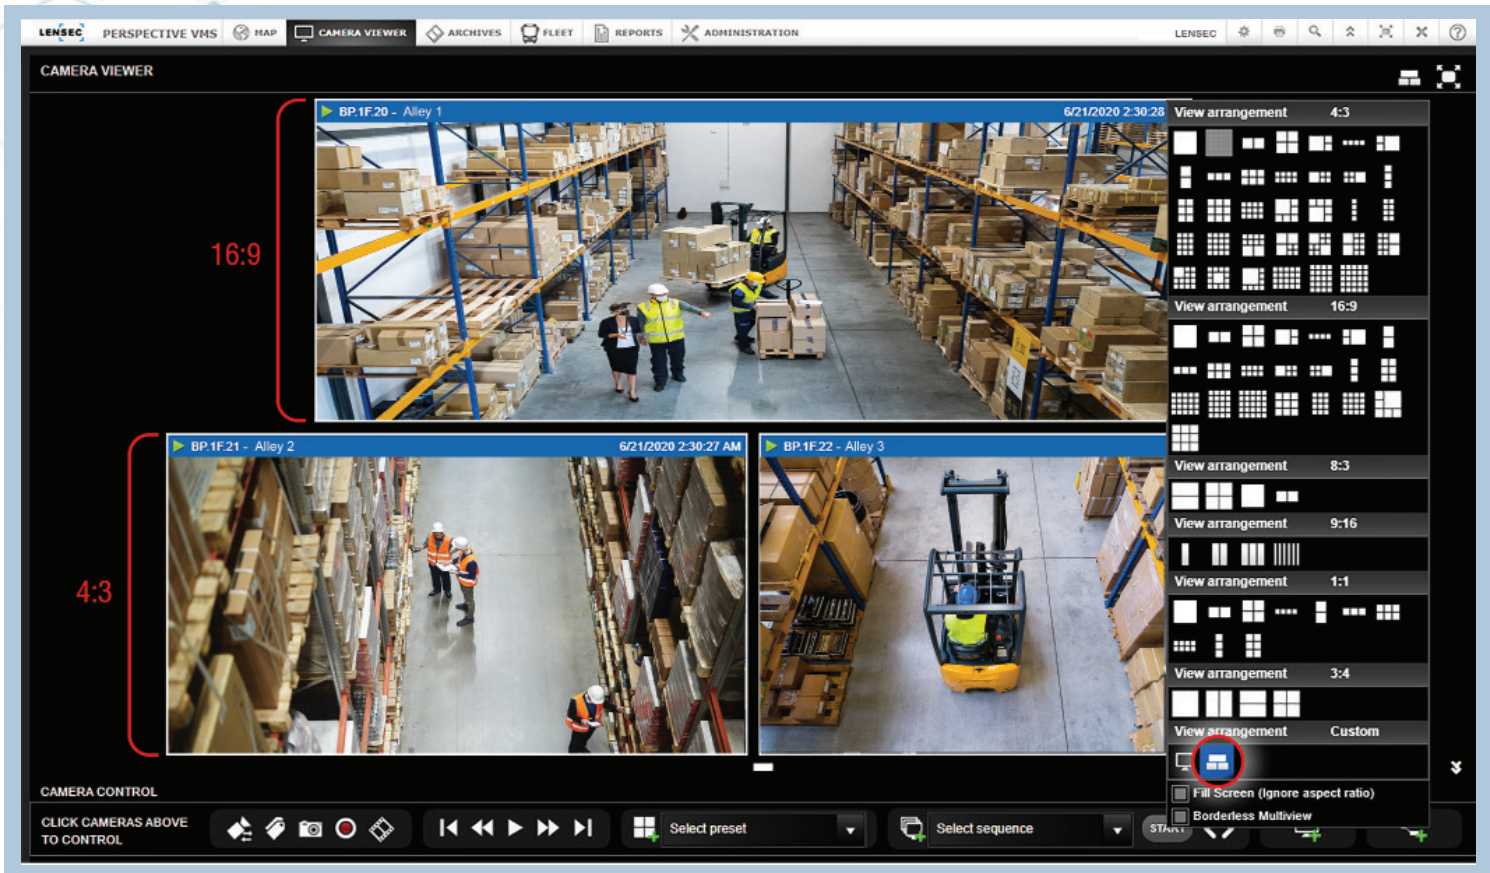 LENSEC PERSPECTIVE VMS MAP CAMERA VIEWER ARCHIVES FLEET REPORTS ADMINISTRATION LENSEC
CAMERA VIEWER
BP.1F.20 - Alley 1 6/21/2020 2:30:28
16:9
BP.1F.21 - Alley 2 6/21/2020 2:30:27 AM
BP.1F.22 - Alley 3
4:3
View arrangement 4:3
View arrangement 16:9
View arrangement 8:3
View arrangement 9:16
View arrangement 1:1
View arrangement 3:4
View arrangement Custom
Fill Screen (Ignore aspect ratio)
Borderless Multiview
CAMERA CONTROL
CLICK CAMERAS ABOVE
TO CONTROL
Select preset
Select sequence
START